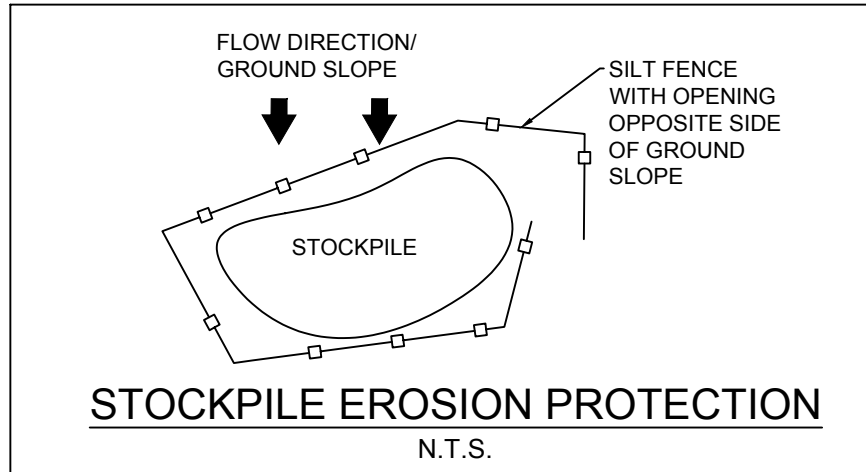 FLOW DIRECTION/
GROUND SLOPE
SILT FENCE
WITH OPENING
OPPOSITE SIDE
OF GROUND
SLOPE
STOCKPILE
STOCKPILE EROSION PROTECTION
N.T.S.